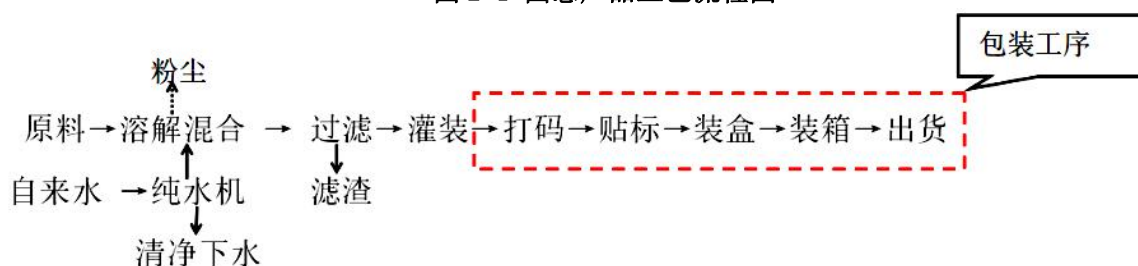 包装工序
粉尘
原料→溶解混合→过滤→灌装→打码→贴标→装盒→装箱→出货
自来水→纯水机 滤渣
清净下水